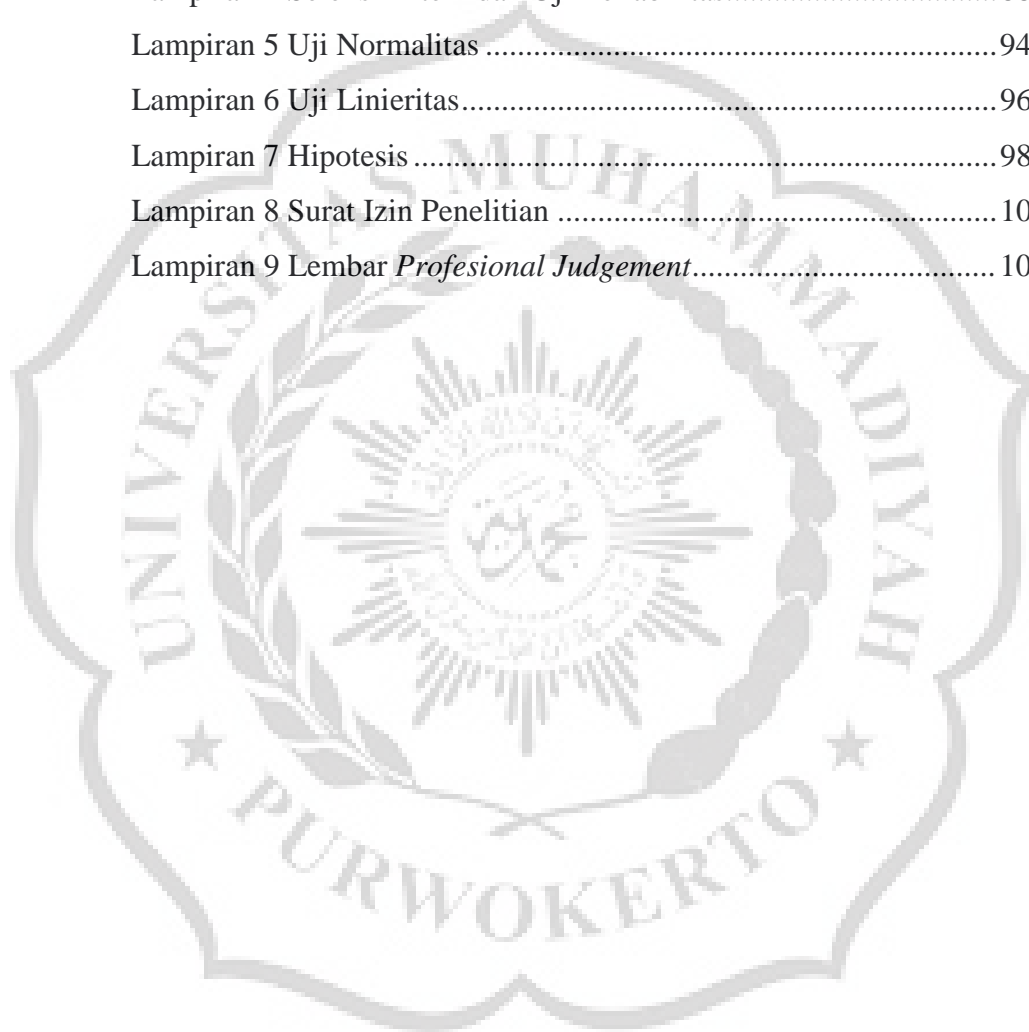 Lampiran 5 Uji Normalitas ..................................................................... 94
Lampiran 6 Uji Linieritas........................................................................ 96
Lampiran 7 Hipotesis .............................................................................. 98
Lampiran 8 Surat Izin Penelitian ........................................................... 10
Lampiran 9 Lembar Profesional Judgement......................................... 10
UNIVERSITAS MUHAMMADIYAH
PURWOKERTO